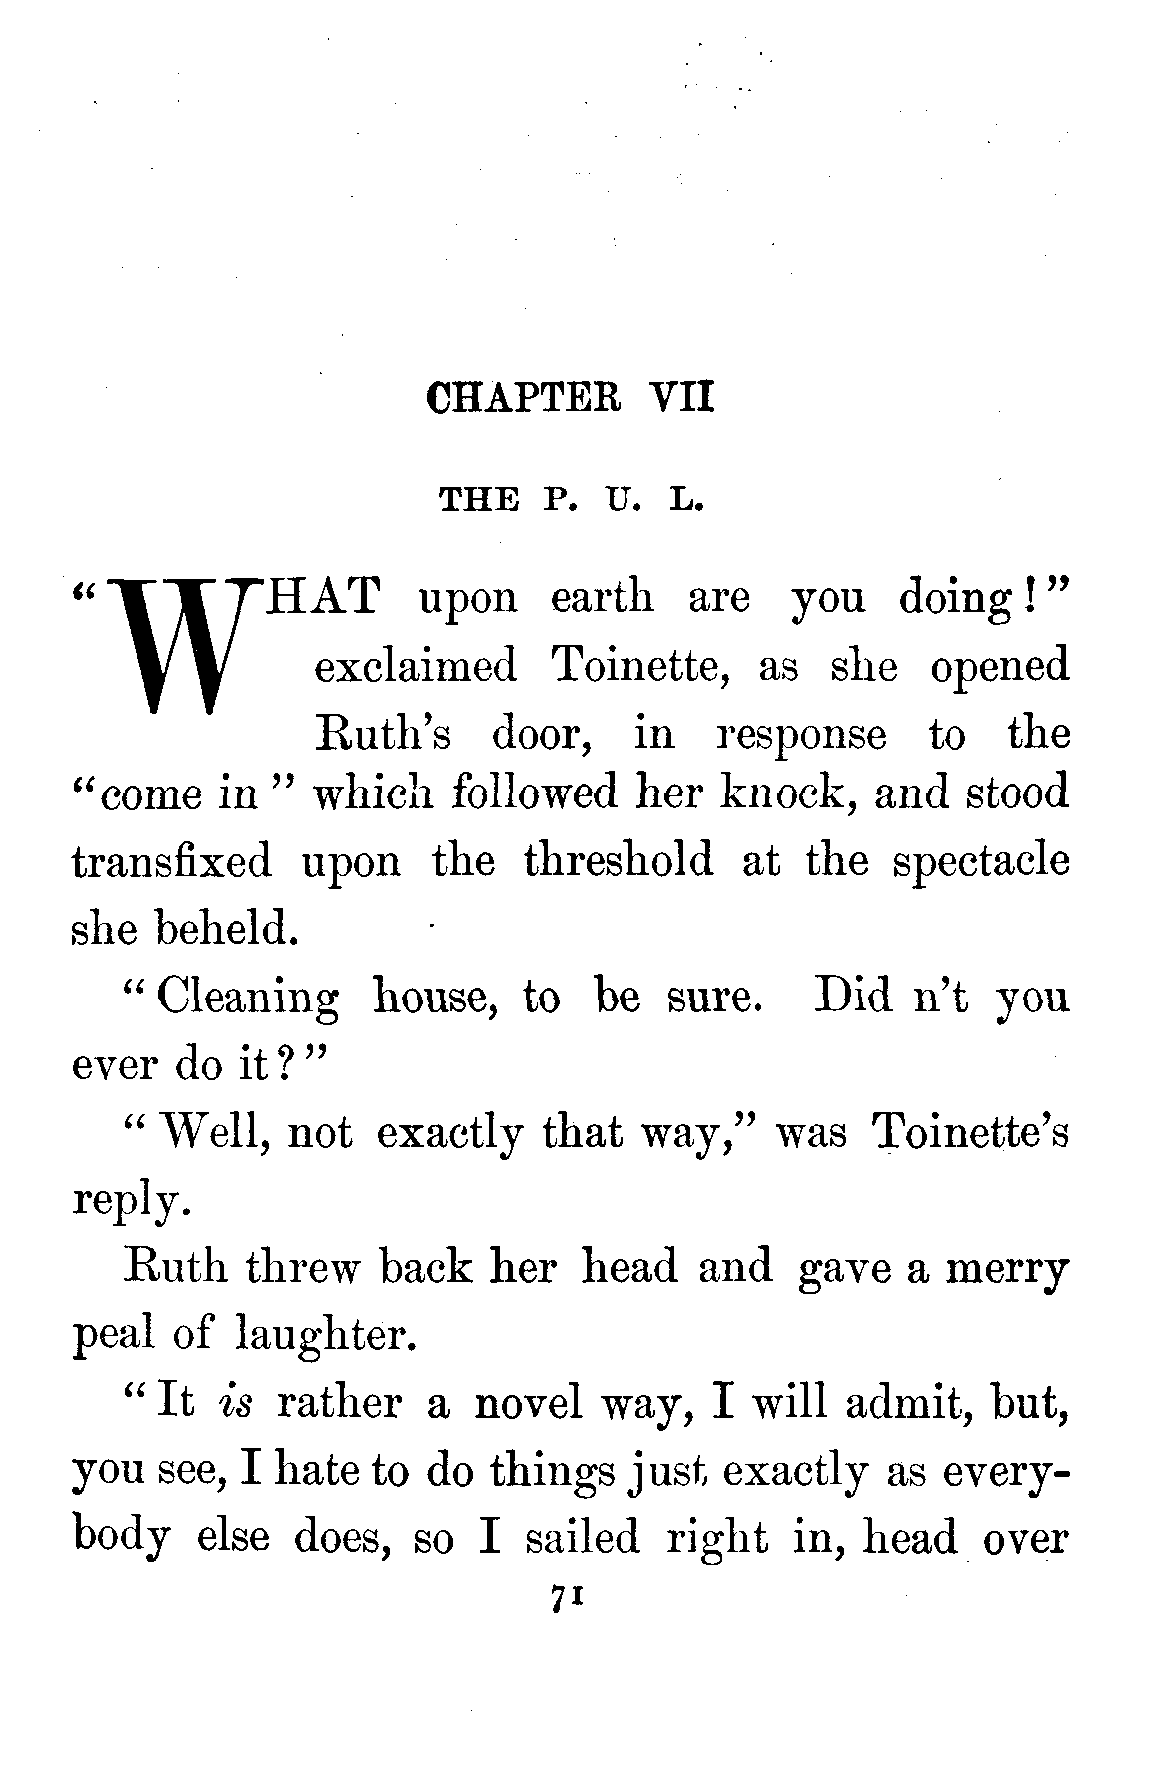 CHAPTER VII
THE P. U. L.
“WHAT upon earth are you doing!”
exclaimed Toinette, as she opened
Ruth’s door, in response to the
“come in” which followed her knock, and stood
transfixed upon the threshold at the spectacle
she beheld.
“Cleaning house, to be sure. Did n’t you
ever do it?”
“Well, not exactly that way,” was Toinette’s
reply.
Ruth threw back her head and gave a merry
peal of laughter.
“It is rather a novel way, I will admit, but,
you see, I hate to do things just exactly as every-
body else does, so I sailed right in, head over
71